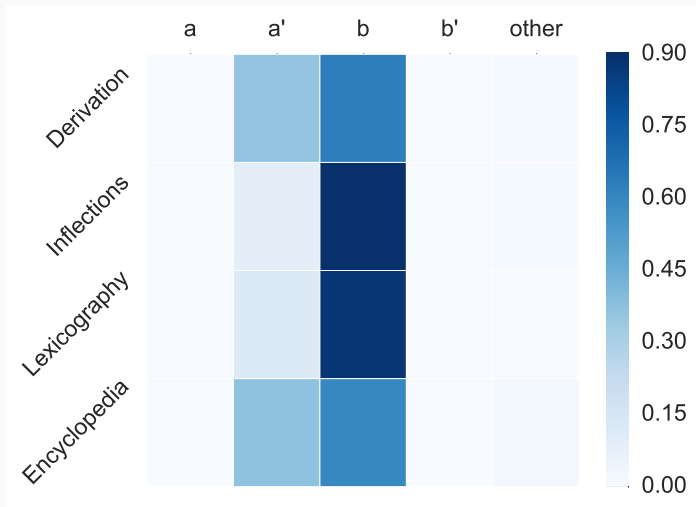 a a' b b' other
Derivation
Inflections
Lexicography
Encyclopedia
0.90
0.75
0.60
0.45
0.30
0.15
0.00